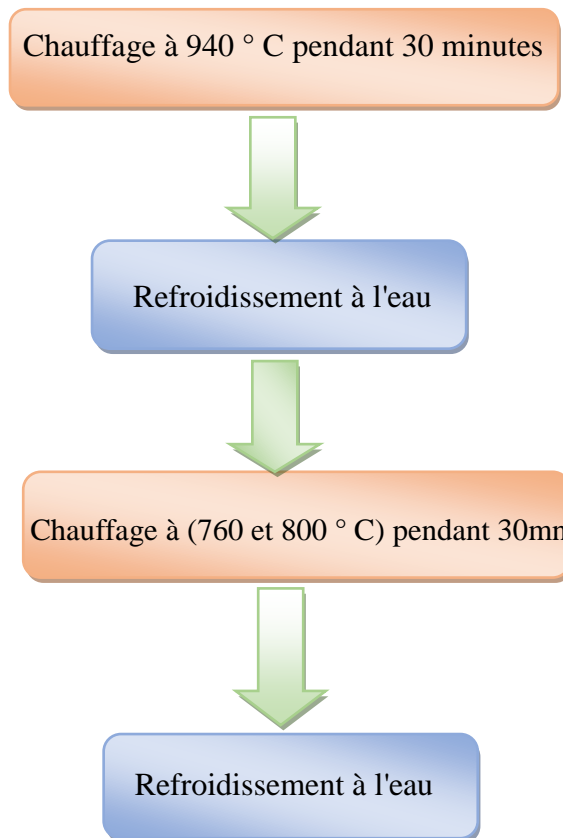 Chauffage à 940 ° C pendant 30 minutes
Refroidissement à l'eau
Chauffage à (760 et 800 ° C) pendant 30mn
Refroidissement à l'eau